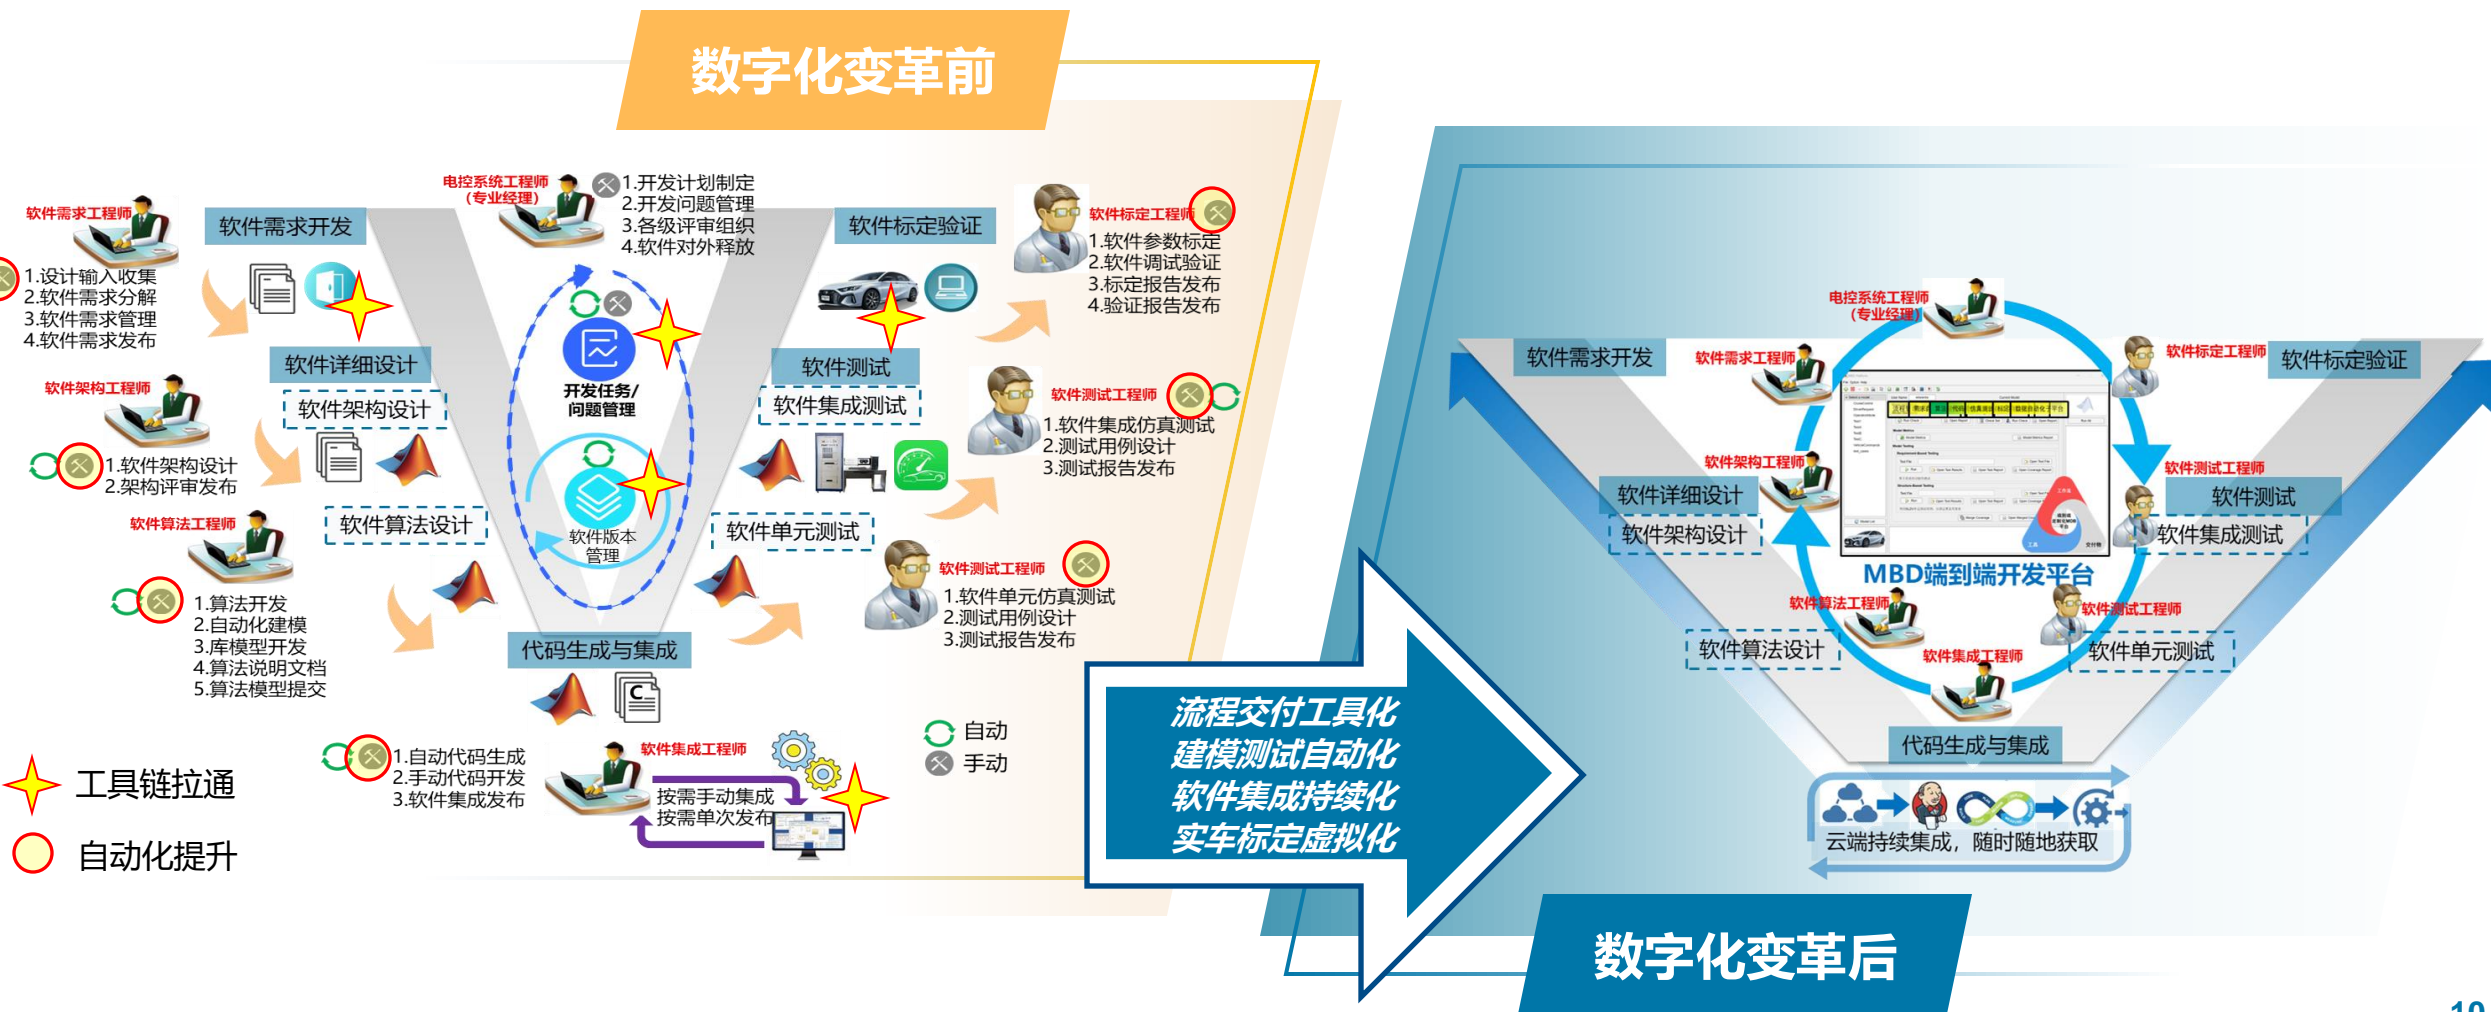 数字化变革前
软件需求工程师
1.设计输入收集
2.软件需求分解
3.软件需求管理
4.软件需求发布
软件需求开发
电控系统工程师
（专业经理）
1.开发计划制定
2.开发问题管理
3.各级评审组织
4.软件对外释放
软件标定验证
软件标定工程师
1.软件参数标定
2.软件调试验证
3.标定报告发布
4.验证报告发布
软件详细设计
软件架构设计
软件架构工程师
1.软件架构设计
2.架构评审发布
开发任务/
问题管理
软件版本
管理
软件测试
软件集成测试
软件测试工程师
1.软件集成仿真测试
2.测试用例设计
3.测试报告发布
软件算法工程师
1.算法开发
2.自动化建模
3.库模型开发
4.算法说明文档
5.算法模型提交
软件算法设计
软件单元测试
软件测试工程师
1.软件单元仿真测试
2.测试用例设计
3.测试报告发布
代码生成与集成
C
1.自动代码生成
2.手动代码开发
3.软件集成发布
软件集成工程师
按需手动集成
按需单次发布
自动
手动
工具链拉通
自动化提升
流程交付工具化
建模测试自动化
软件集成持续化
实车标定虚拟化
电控系统工程师
（专业经理）
软件需求开发
软件需求工程师
软件标定工程师
软件标定验证
软件架构工程师
软件详细设计
软件架构设计
软件测试工程师
软件测试
软件集成测试
MBD端到端开发平台
软件算法工程师
软件算法设计
软件测试工程师
软件单元测试
软件集成工程师
代码生成与集成
云端持续集成，随时随地获取
数字化变革后
10